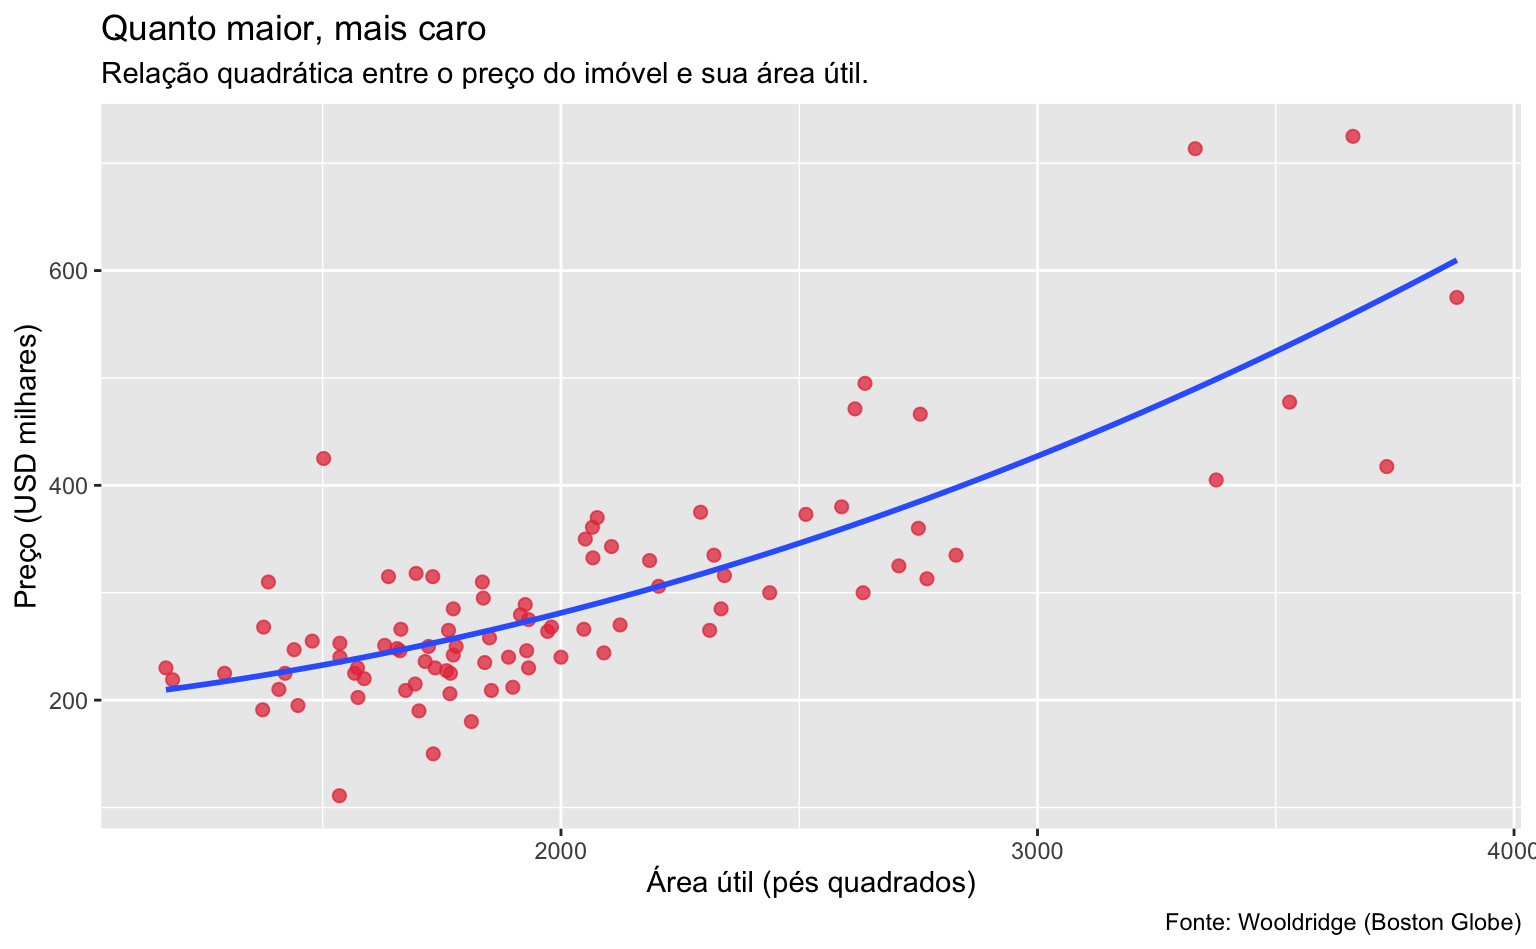 Quanto maior, mais caro
Relação quadrática entre o preço do imóvel e sua área útil.
Preço (USD milhares)
600
400
200
2000
3000
4000
Área útil (pés quadrados)
Fonte: Wooldridge (Boston Globe)